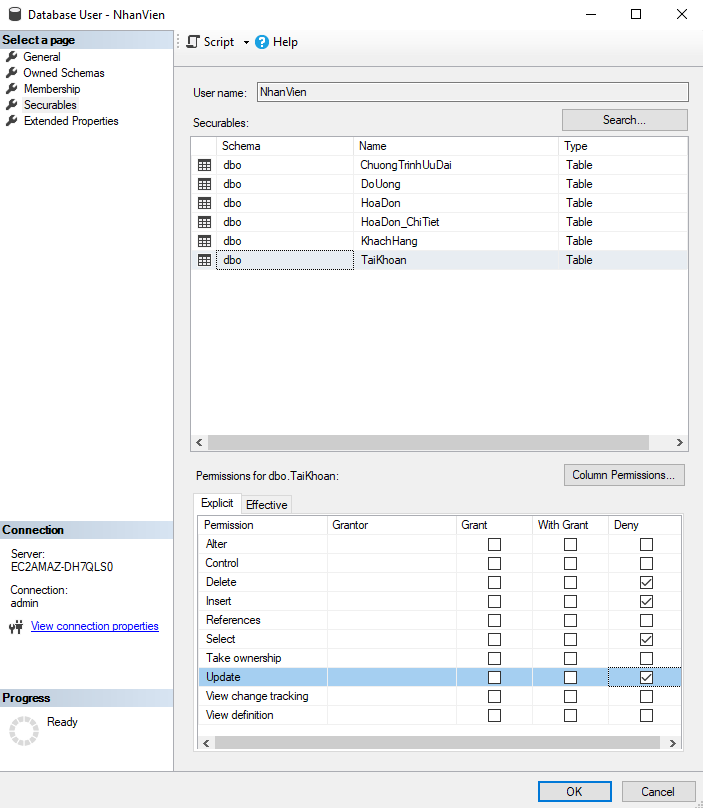 Database User - NhanVien
Select a page
General
Owned Schemas
Membership
Securables
Extended Properties
Script
Help
User name: NhanVien
Securables: Search...
Schema Name Type
dbo ChuongTrinhUuDai Table
dbo DoUong Table
dbo HoaDon Table
dbo HoaDon_ChiTiet Table
dbo KhachHang Table
dbo TaiKhoan Table
Permissions for dbo.TaiKhoan: Column Permissions...
Explicit Effective
Permission Grantor Grant With Grant Deny
Alter
Control
Delete
Insert
References
Select
Take ownership
Update
View change tracking
View definition
Connection
Server:
EC2AMAZ-DH7QLS0
Connection:
admin
View connection properties
Progress
Ready
OK Cancel